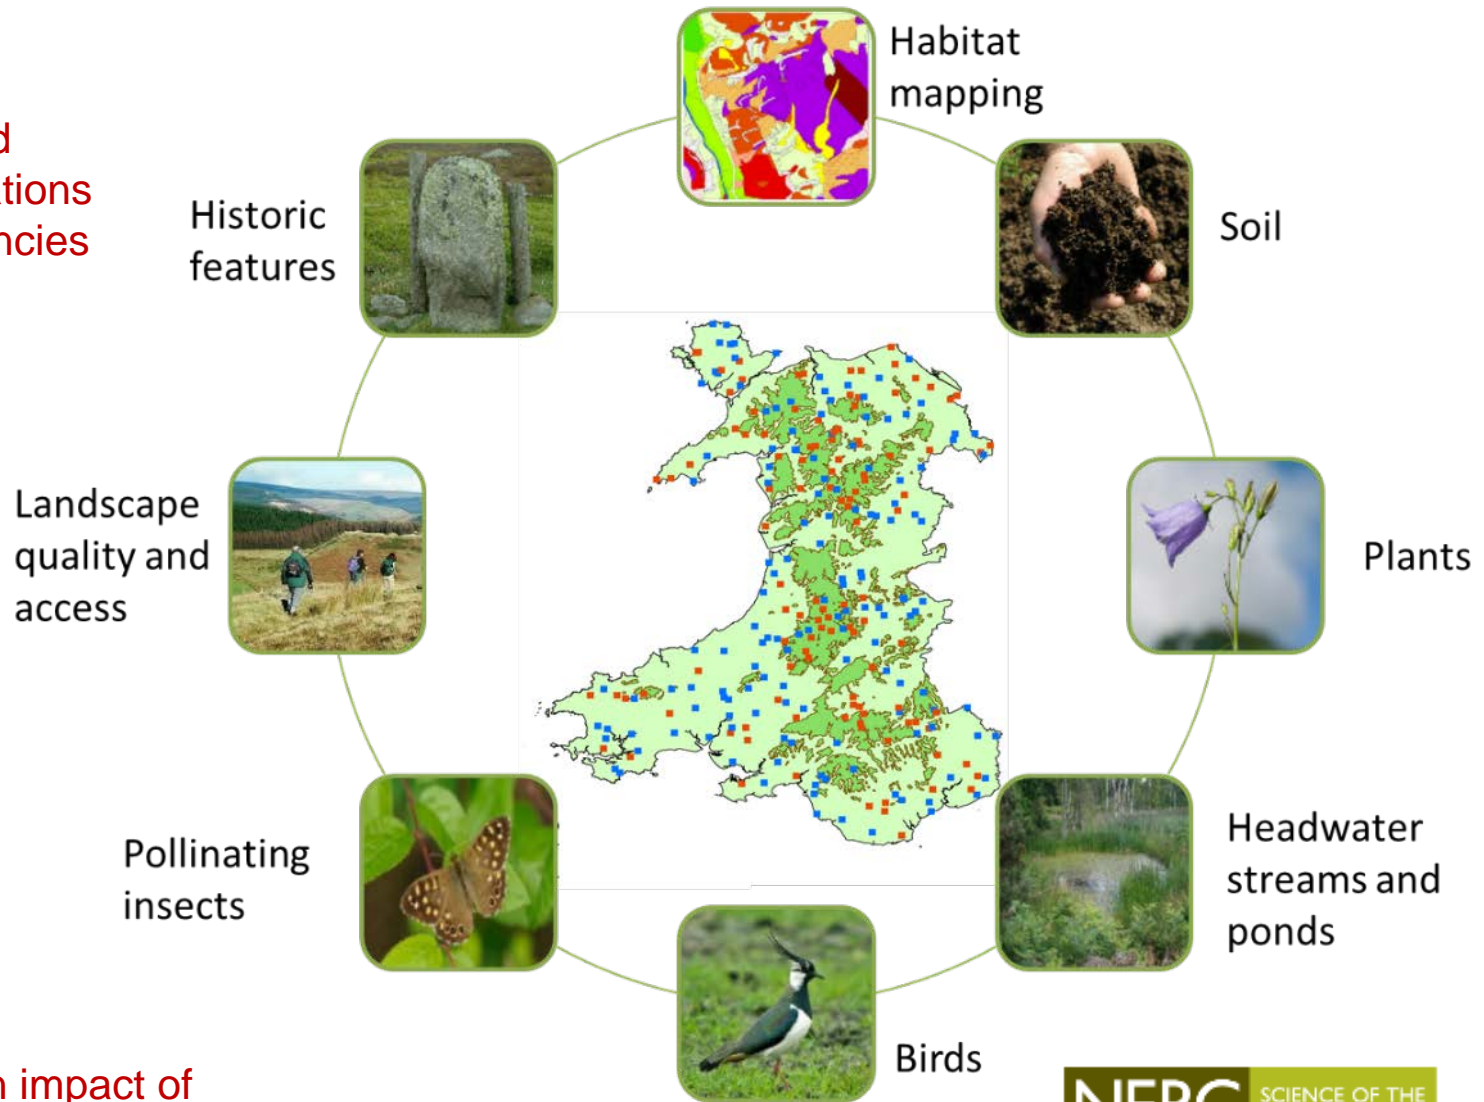 Habitat
mapping
Historic
features
ncies
Soil
Landscape
quality and
access
Plants
Pollinating
insects
Headwater
streams and
ponds
Birds
impact of
NERC
SCIENCE OF THE